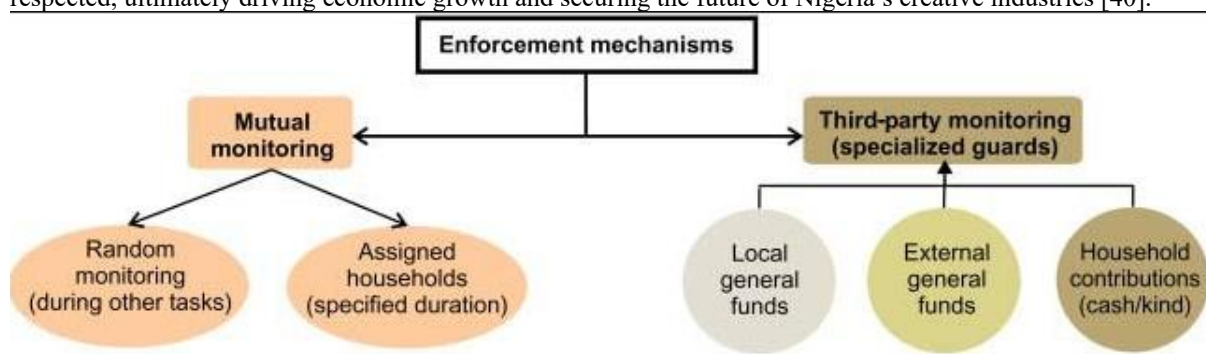 respected, ultimately driving economic growth and securing the future of Nigeria's creative industries [40].
Enforcement mechanisms
Mutual
monitoring
Third-party monitoring
(specialized guards)
Random
monitoring
(during other tasks)
Assigned
households
(specified duration)
Local
general
funds
External
general
funds
Household
contributions
(cash/kind)